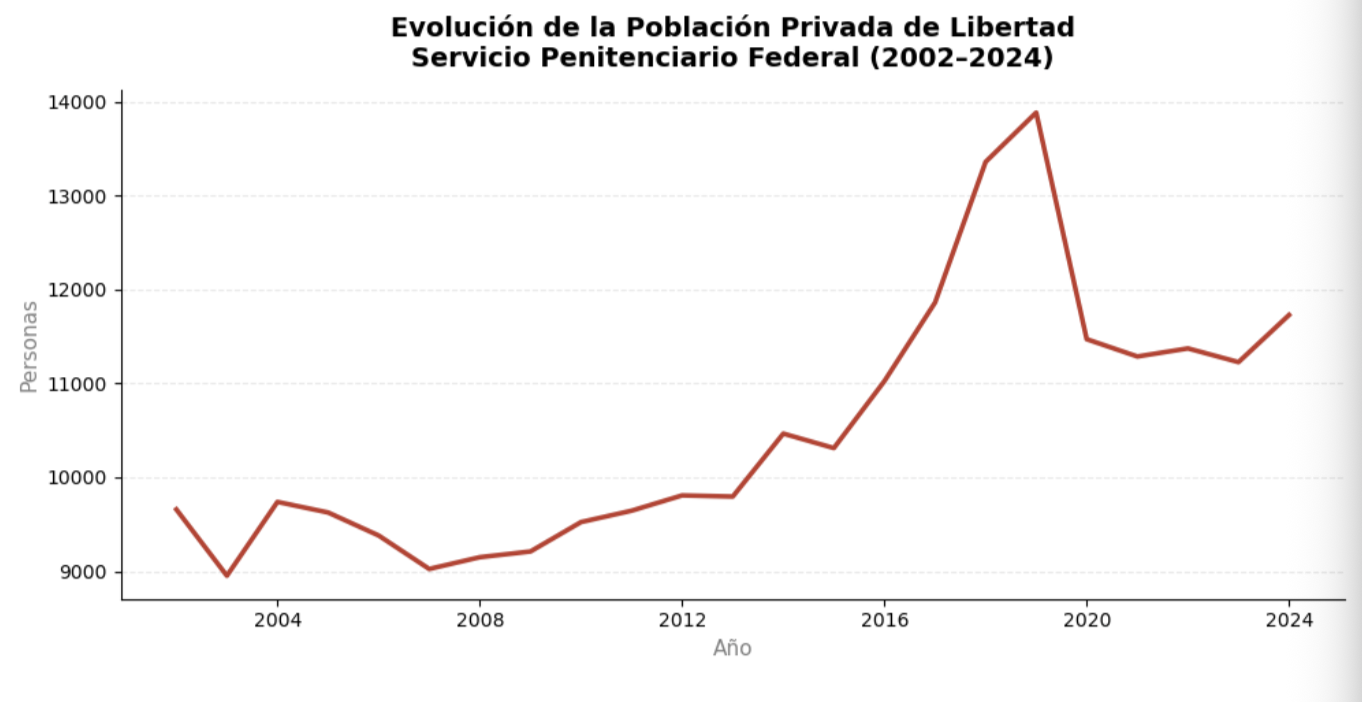 Evolución de la Población Privada de Libertad
Servicio Penitenciario Federal (2002–2024)
14000
13000
12000
11000
10000
9000
Personas
2004 2008 2012 2016 2020 2024
Año